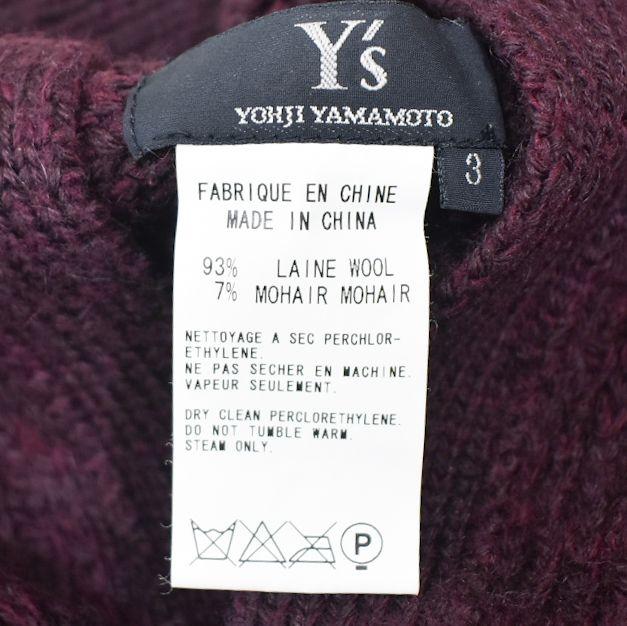 Y's
YOHJI YAMAMOTO
3
FABRIQUE EN CHINE
MADE IN CHINA
93% LAINE WOOL
7% MOHAIR MOHAIR
NETTOYAGE A SEC PERCHLOR-
ETHYLENE.
NE PAS SECHER EN MACHINE.
VAPEUR SEULEMENT.
DRY CLEAN PERCLORETHYLENE.
DO NOT TUMBLE WARM.
STEAM ONLY.
P